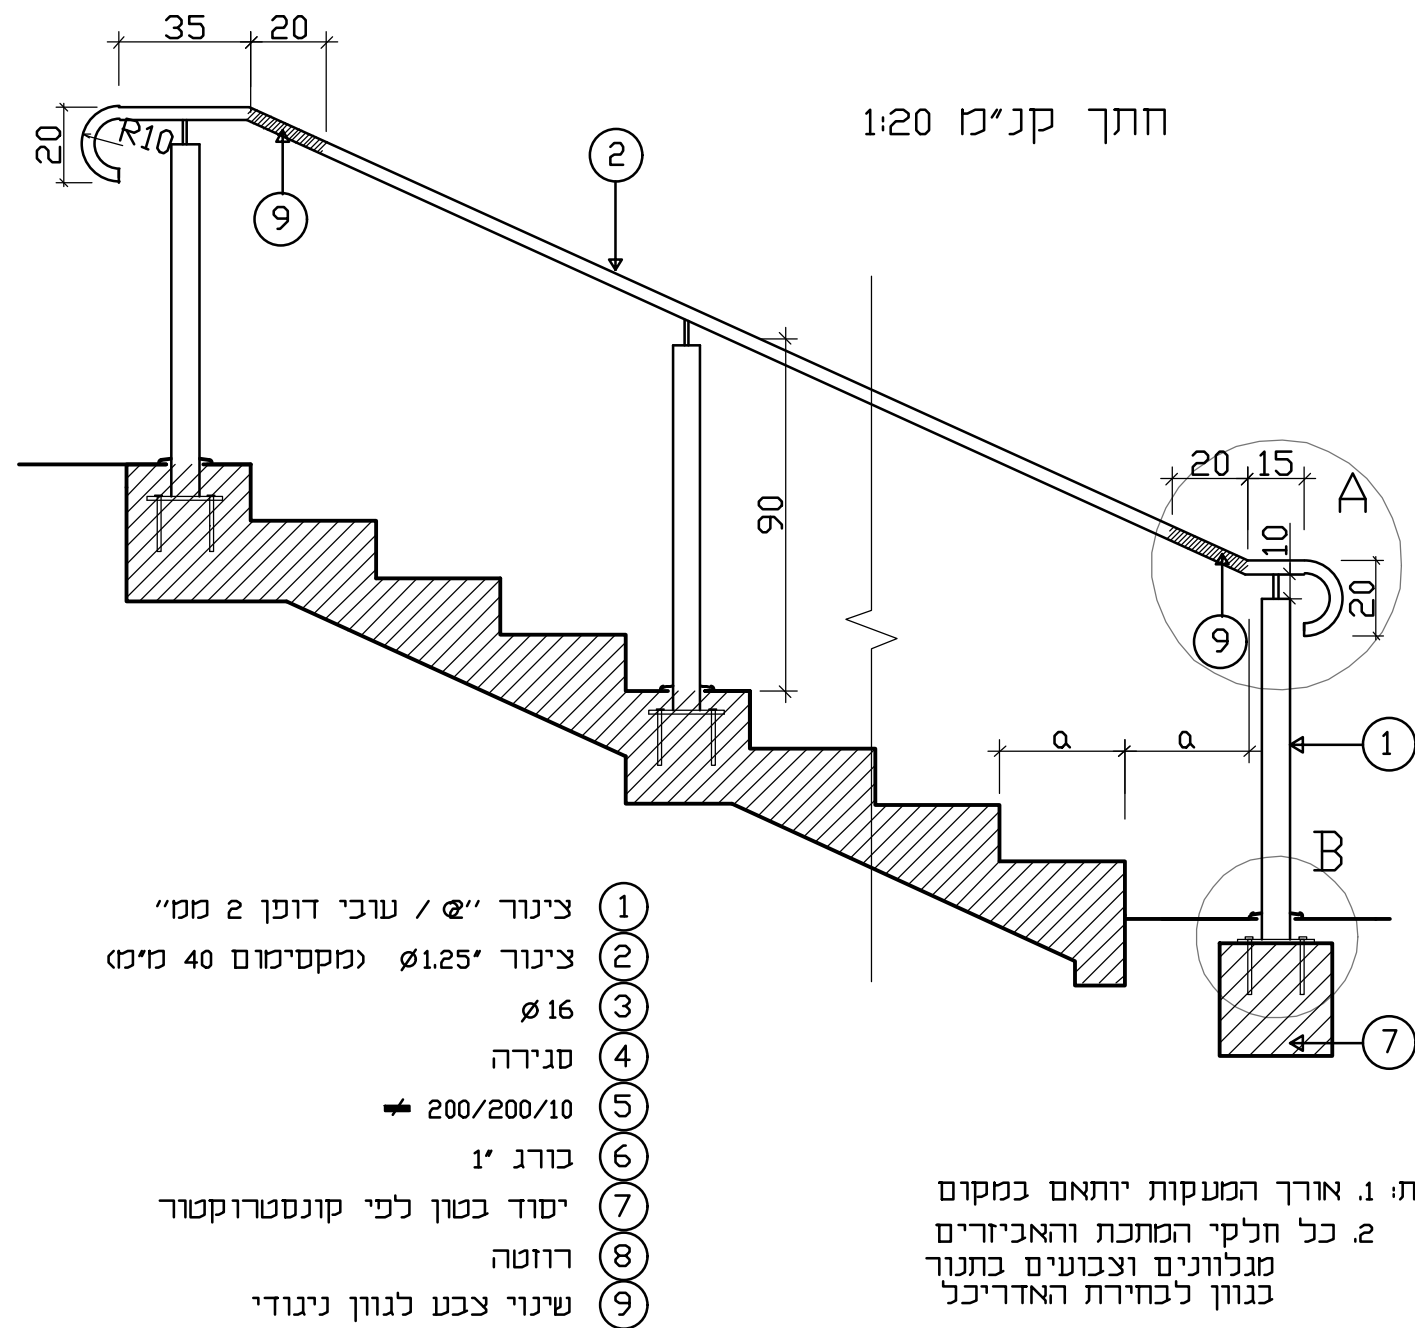 35
20
20
R10
9
2
חתך קנ"מ 1:20
90
20
15
A
10
20
9
a
a
1
B
7
1 צינור 2"⌀ / עובי דופן 2 ממ"
2 צינור ⌀1.25" (מקסימום 40 מ"מ)
3 ⌀16
4 סגירה
5 200/200/10
6 בורג 1"
7 יסוד בטון לפי קונסטרוקטור
8 רוזטה
9 שינוי צבע לגוון ניגודי
ת: 1. אורך המעקות יותאם במקום
2. כל חלקי המתכת והאביזרים
מגלוונים וצבועים בתנור
בגוון לבחירת האדריכל